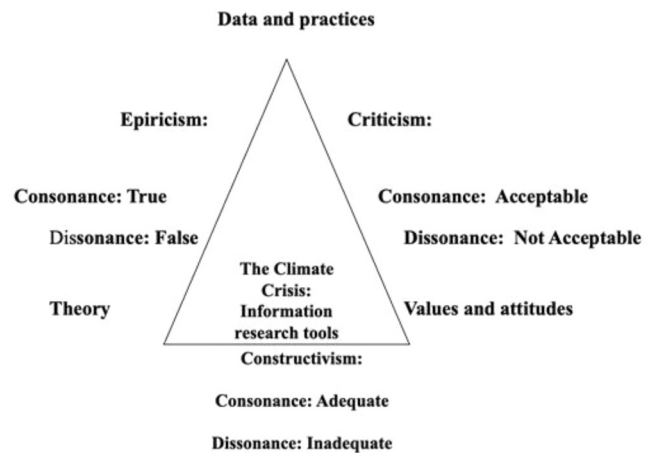 Data and practices
Epiricism:
Criticism:
Consonance: True
Consonance: Acceptable
Dissonance: False
Dissonance: Not Acceptable
The Climate
Crisis:
Information
research tools
Theory
Values and attitudes
Constructivism:
Consonance: Adequate
Dissonance: Inadequate